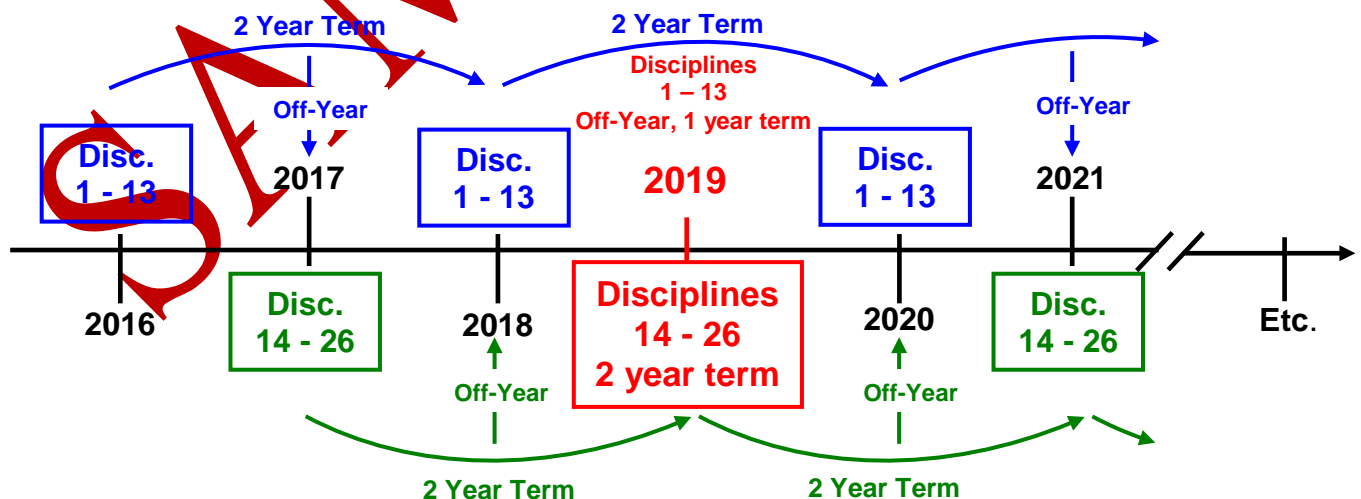 2 Year Term
2 Year Term
Disciplines
1 – 13
Off-Year, 1 year term
Off-Year
Off-Year
Disc.
1 - 13
2017
Disc.
1 - 13
2019
Disc.
1 - 13
2021
2016
Disc.
14 - 26
2018
Off-Year
Disciplines
14 - 26
2 year term
2020
Off-Year
Disc.
14 - 26
Etc.
2 Year Term
2 Year Term